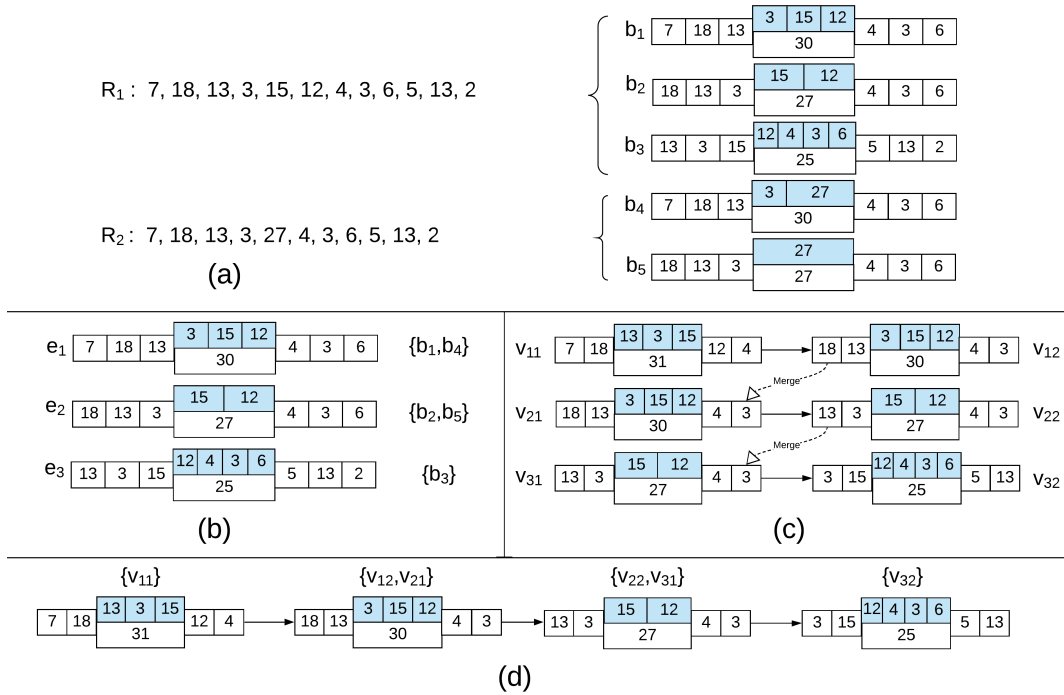 b1 7 18 13 3 15 12 4 3 6
30
R1 : 7, 18, 13, 3, 15, 12, 4, 3, 6, 5, 13, 2
b2 18 13 3 15 12 4 3 6
27
b3 13 3 15 12 4 3 6 5 13 2
25
b4 7 18 13 3 27 4 3 6
30
R2 : 7, 18, 13, 3, 27, 4, 3, 6, 5, 13, 2
b5 18 13 3 27 4 3 6
27
(a)
e1 7 18 13 3 15 12 4 3 6 {b1,b4}
30
e2 18 13 3 15 12 4 3 6 {b2,b5}
27
e3 13 3 15 12 4 3 6 5 13 2 {b3}
25
(b)
v11 7 18 13 3 15 12 4 18 13 3 15 12 4 3 v12
31 30
Merge
v21 18 13 3 15 12 4 3 13 3 15 12 4 3 v22
30 27
Merge
v31 13 3 15 12 4 3 3 15 12 4 3 6 5 13 v32
27 25
(c)
{v11} {v12,v21} {v22,v31} {v32}
7 18 13 3 15 12 4 18 13 3 15 12 4 3 13 3 15 12 4 3 3 15 12 4 3 6 5 13
31 30 27 25
(d)